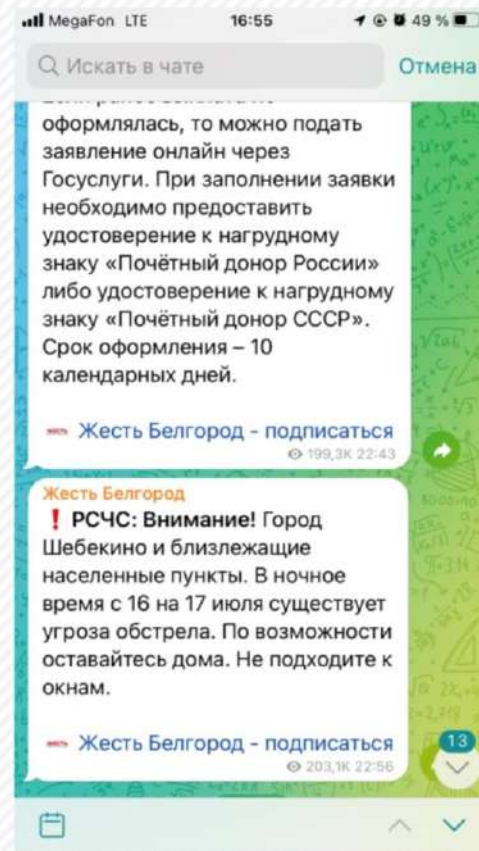 MegaFon LTE 16:55 49 %
Искать в чате Отмена
оформлялась, то можно подать
заявление онлайн через
Госуслуги. При заполнении заявки
необходимо предоставить
удостоверение к нагрудному
знаку «Почётный донор России»
либо удостоверение к нагрудному
знаку «Почётный донор СССР».
Срок оформления – 10
календарных дней.
Жесть Белгород - подписаться
199,3K 22:43
Жесть Белгород
❗ РСЧС: Внимание! Город
Шебекино и близлежащие
населенные пункты. В ночное
время с 16 на 17 июля существует
угроза обстрела. По возможности
оставайтесь дома. Не подходите к
окнам.
Жесть Белгород - подписаться
203,1K 22:56
13